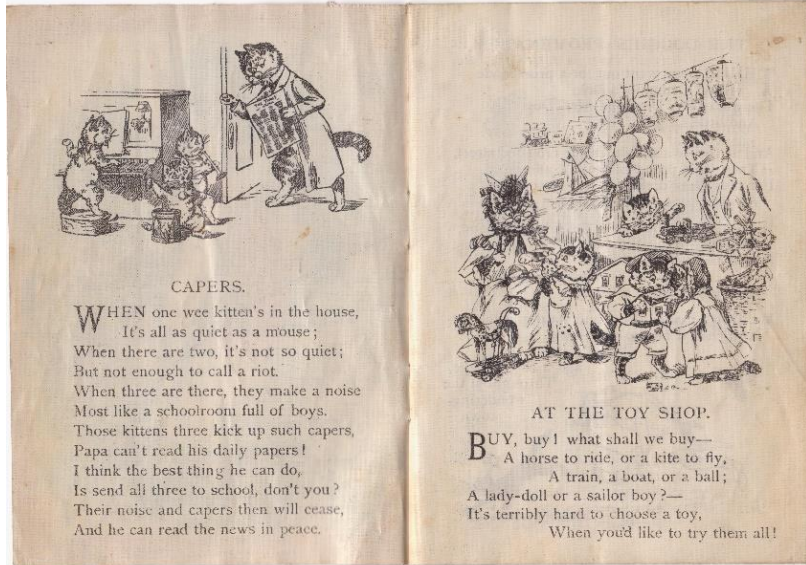 CAPERS.
WHEN one wee kitten's in the house,
It's all as quiet as a mouse;
When there are two, it's not so quiet;
But not enough to call a riot.
When three are there, they make a noise
Most like a schoolroom full of boys.
Those kittens three kick up such capers,
Papa can't read his daily papers!
I think the best thing he can do,
Is send all three to school, don't you?
Their noise and capers then will cease,
And he can read the news in peace.
AT THE TOY SHOP.
BUY, buy! what shall we buy—
A horse to ride, or a kite to fly,
A train, a boat, or a ball;
A lady-doll or a sailor boy?—
It's terribly hard to choose a toy,
When you'd like to try them all!